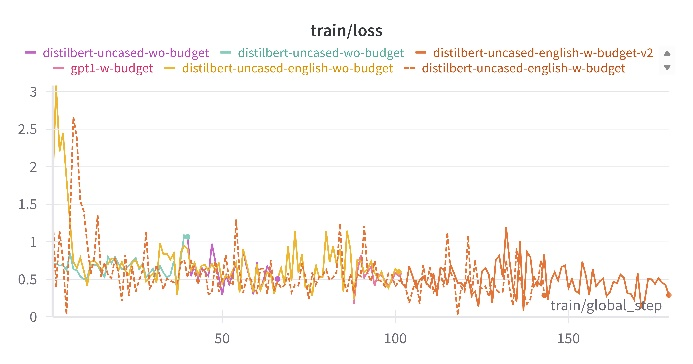 train/loss
distilbert-uncased-wo-budget distilbert-uncased-wo-budget distilbert-uncased-english-w-budget-v2
gpt1-w-budget distilbert-uncased-english-wo-budget distilbert-uncased-english-w-budget
3
2.5
2
1.5
1
0.5
0
train/global_step
50 100 150